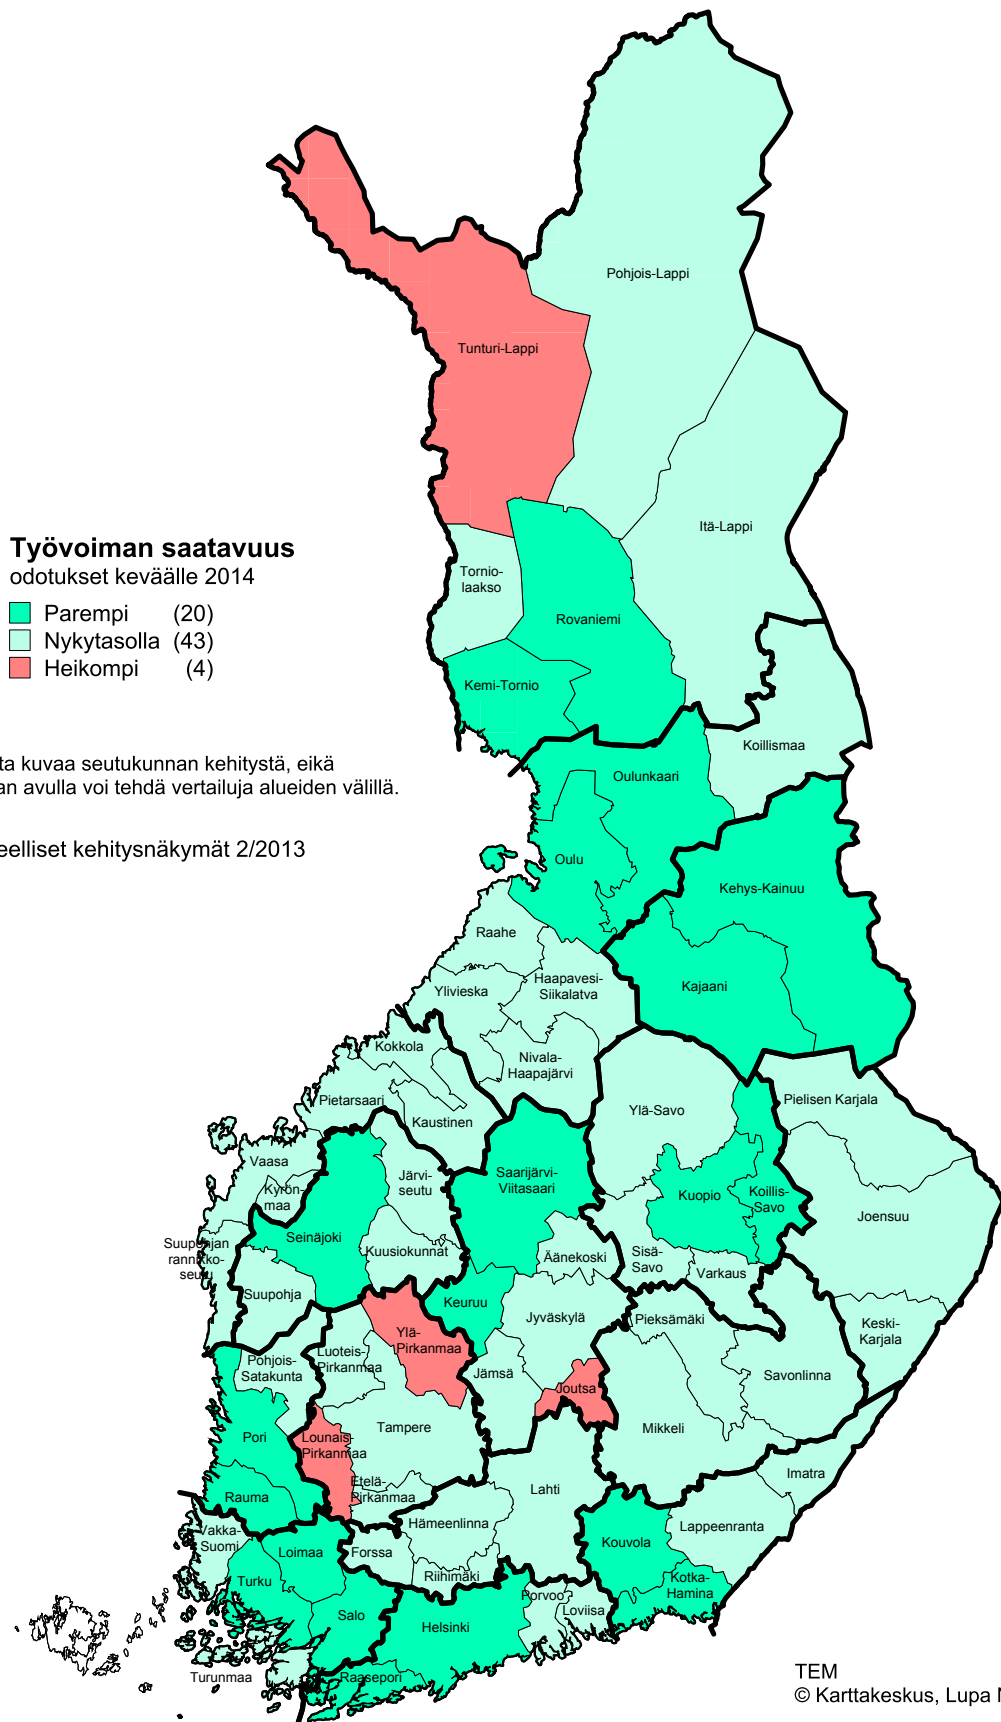 Pohjois-Lappi
Tunturi-Lappi
Itä-Lappi
Työvoiman saatavuus
odotukset keväälle 2014
Parempi (20)
Nykytasolla (43)
Heikompi (4)
Tornio-
laakso
Rovaniemi
Kemi-Tornio
Koillismaa
ta kuvaa seutukunnan kehitystä, eikä
an avulla voi tehdä vertailuja alueiden välillä.
Oulunkaari
eelliset kehitysnäkymät 2/2013
Oulu
Kehys-Kainuu
Raahe
Haapavesi-
Siikalatva
Ylivieska
Kajaani
Kokkola
Nivala-
Haapajärvi
Pietarsaari
Kaustinen
Ylä-Savo
Pielisen Karjala
Vaasa
Kyrön-
maa
Järvi-
seutu
Saarijärvi-
Viitasaari
Kuopio
Koillis-
Savo
Joensuu
Suupohjan
rannikko-
seutu
Seinäjoki
Kuusiokunnat
Äänekoski
Sisä-
Savo
Varkaus
Suupohja
Keuruu
Jyväskylä
Pieksämäki
Keski-
Karjala
Ylä-
Pirkanmaa
Luoteis-
Pirkanmaa
Pohjois-
Satakunta
Jämsä
Joutsa
Savonlinna
Pori
Lounais-
Pirkanmaa
Tampere
Mikkeli
Imatra
Rauma
Etelä-
Pirkanmaa
Lahti
Vakka-
Suomi
Loimaa
Forssa
Hämeenlinna
Kouvola
Lappeenranta
Turku
Riihimäki
Kotka-
Hamina
Salo
Helsinki
Porvoo
Loviisa
Turunmaa
Raasepori
TEM
© Karttakeskus, Lupa